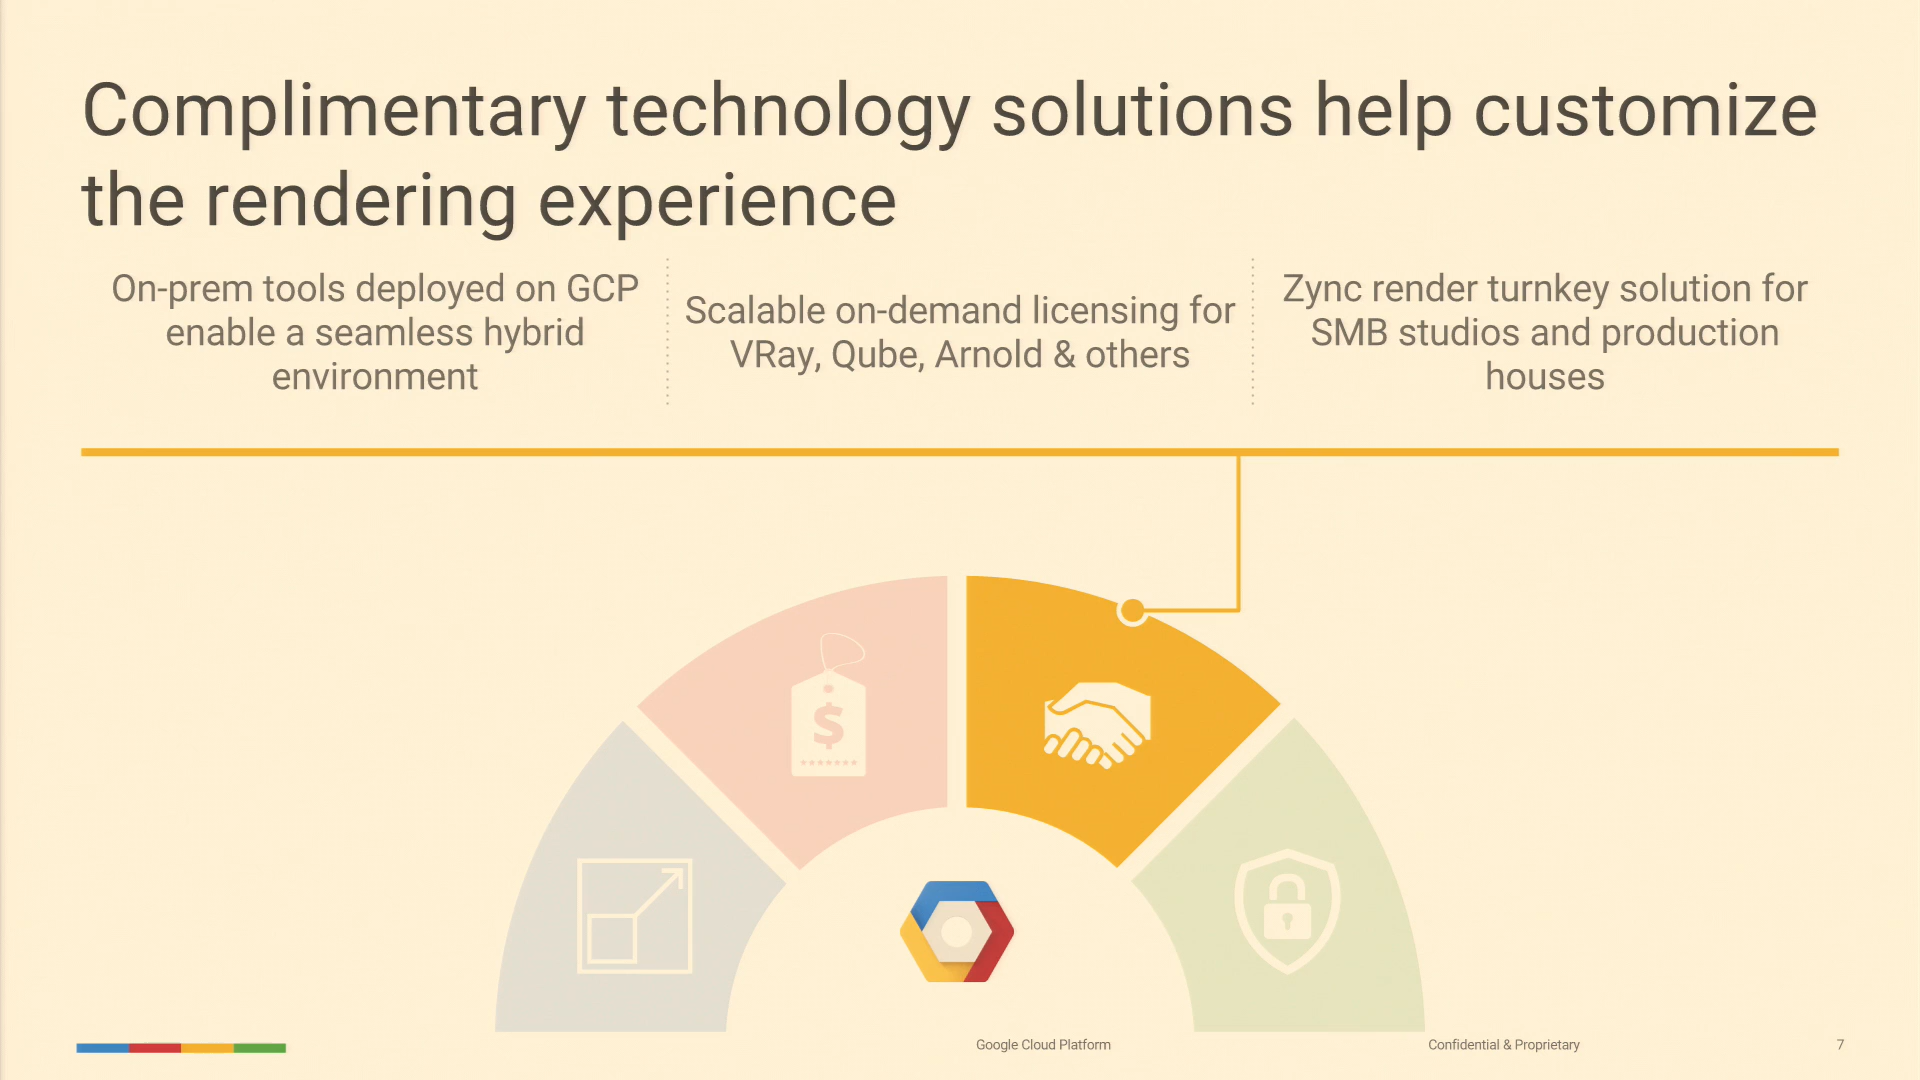 Complimentary technology solutions help customize
the rendering experience
On-prem tools deployed on GCP
enable a seamless hybrid
environment
Scalable on-demand licensing for
VRay, Qube, Arnold & others
Zync render turnkey solution for
SMB studios and production
houses
$
Google Cloud Platform
Confidential & Proprietary
7